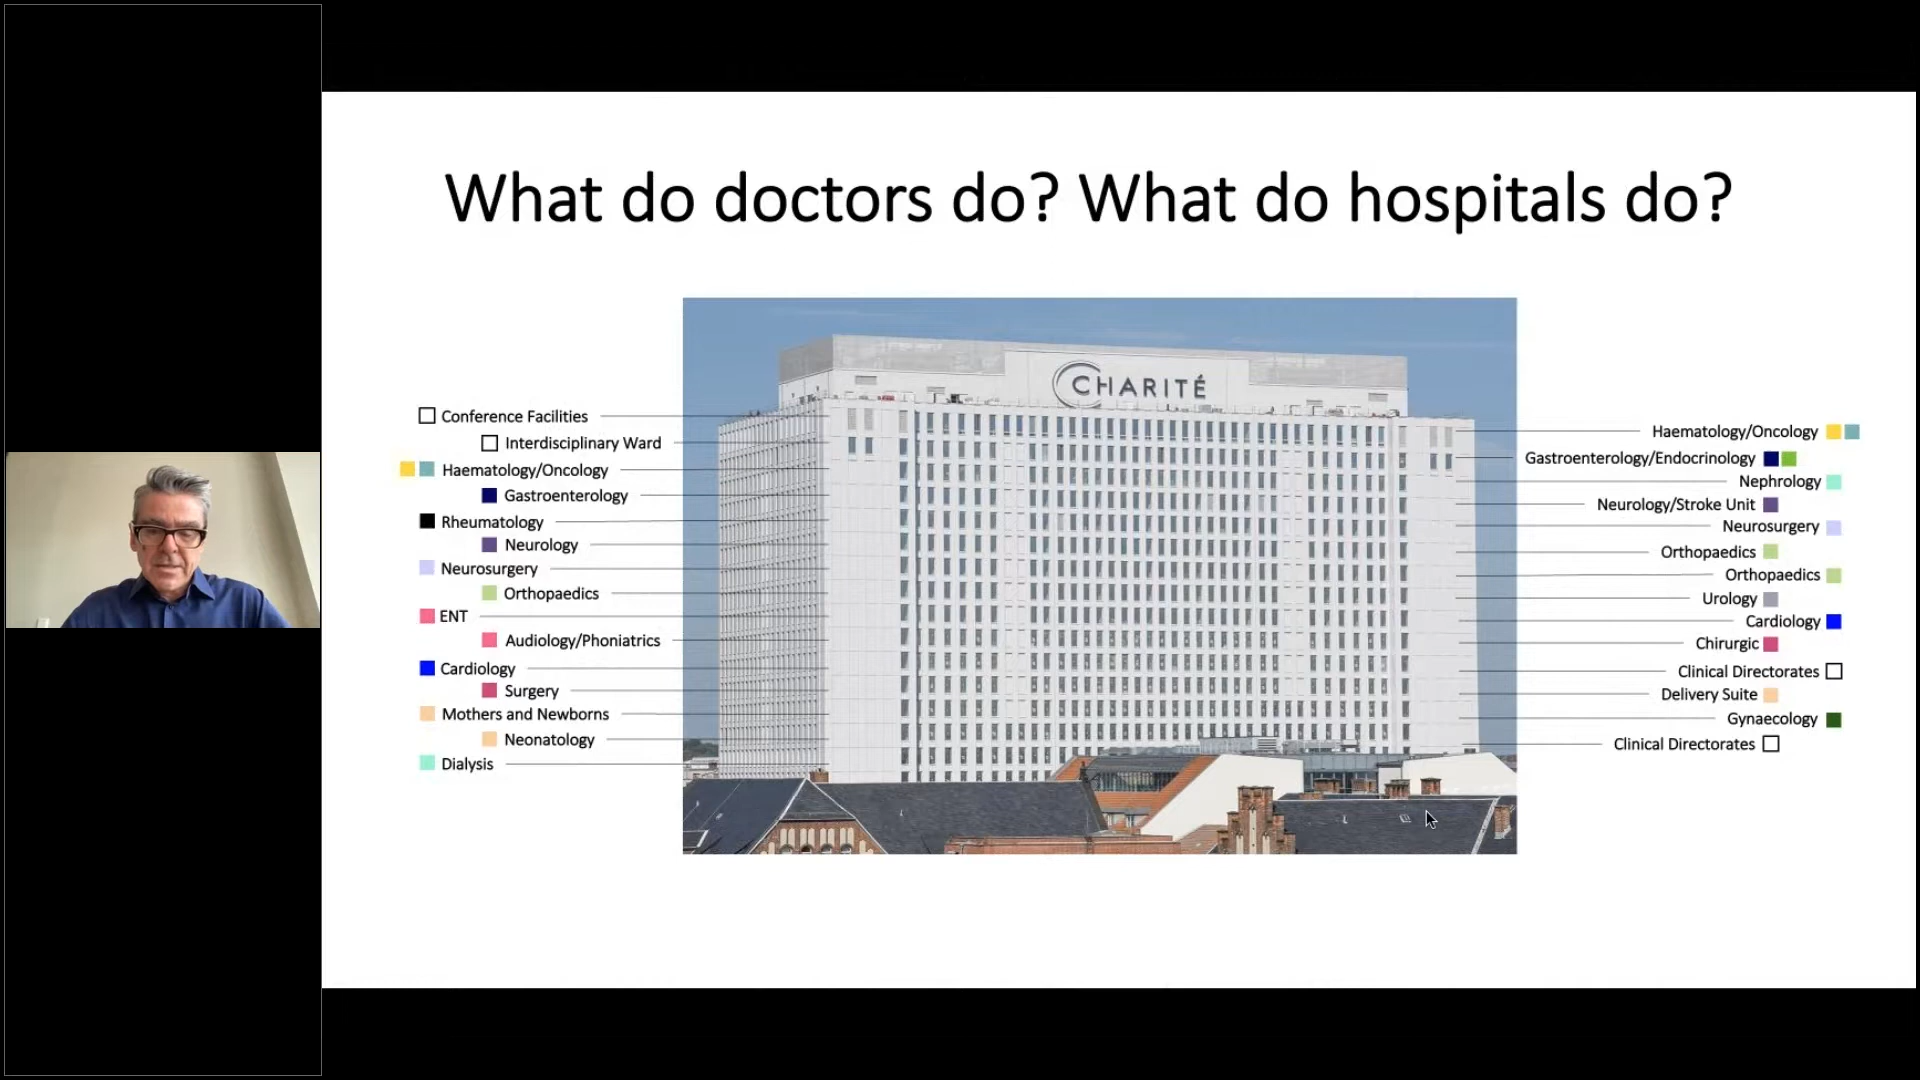 What do doctors do? What do hospitals do?
CHARITÉ
Conference Facilities
Interdisciplinary Ward
Haematology/Oncology
Gastroenterology
Rheumatology
Neurology
Neurosurgery
Orthopaedics
ENT
Audiology/Phoniatrics
Cardiology
Surgery
Mothers and Newborns
Neonatology
Dialysis
Haematology/Oncology
Gastroenterology/Endocrinology
Nephrology
Neurology/Stroke Unit
Neurosurgery
Orthopaedics
Orthopaedics
Urology
Cardiology
Chirurgic
Clinical Directorates
Delivery Suite
Gynaecology
Clinical Directorates